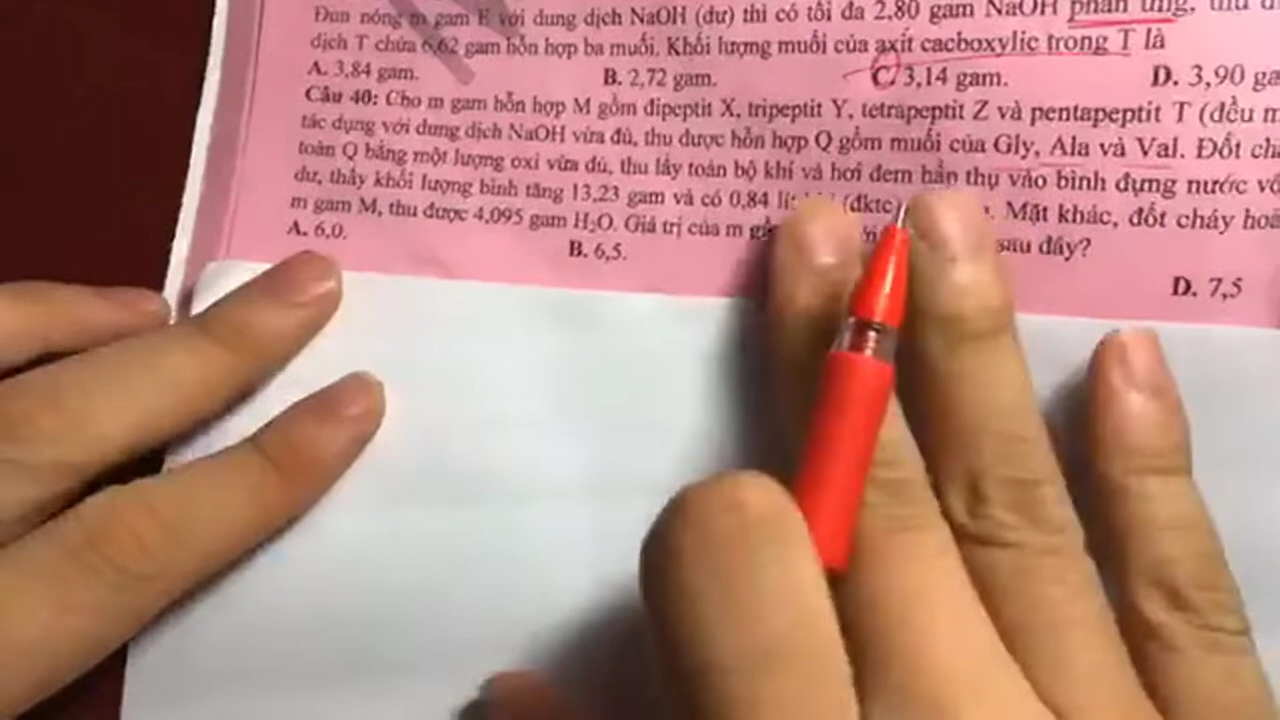 Đun nóng m gam E với dung dịch NaOH (dư) thì có tối đa 2,80 gam NaOH phản ứng, thu
dịch T chứa 6,62 gam hỗn hợp ba muối. Khối lượng muối của axit cacboxylic trong T là
A. 3,84 gam. B. 2,72 gam. C. 3,14 gam. D. 3,90
Câu 40: Cho m gam hỗn hợp M gồm đipeptit X, tripeptit Y, tetrapeptit Z và pentapeptit T (đều
tác dụng với dung dịch NaOH vừa đủ, thu được hỗn hợp Q gồm muối của Gly, Ala và Val. Đốt
toàn Q bằng một lượng oxi vừa đủ, thu lấy toàn bộ khí và hơi đem hấp thụ vào bình đựng nước
dư, thấy khối lượng bình tăng 13,23 gam và có 0,84 (đktc) Mặt khác, đốt cháy
m gam M, thu được 4,095 gam H₂O. Giá trị của m sau đây?
A. 6,0. B. 6,5. D. 7,5